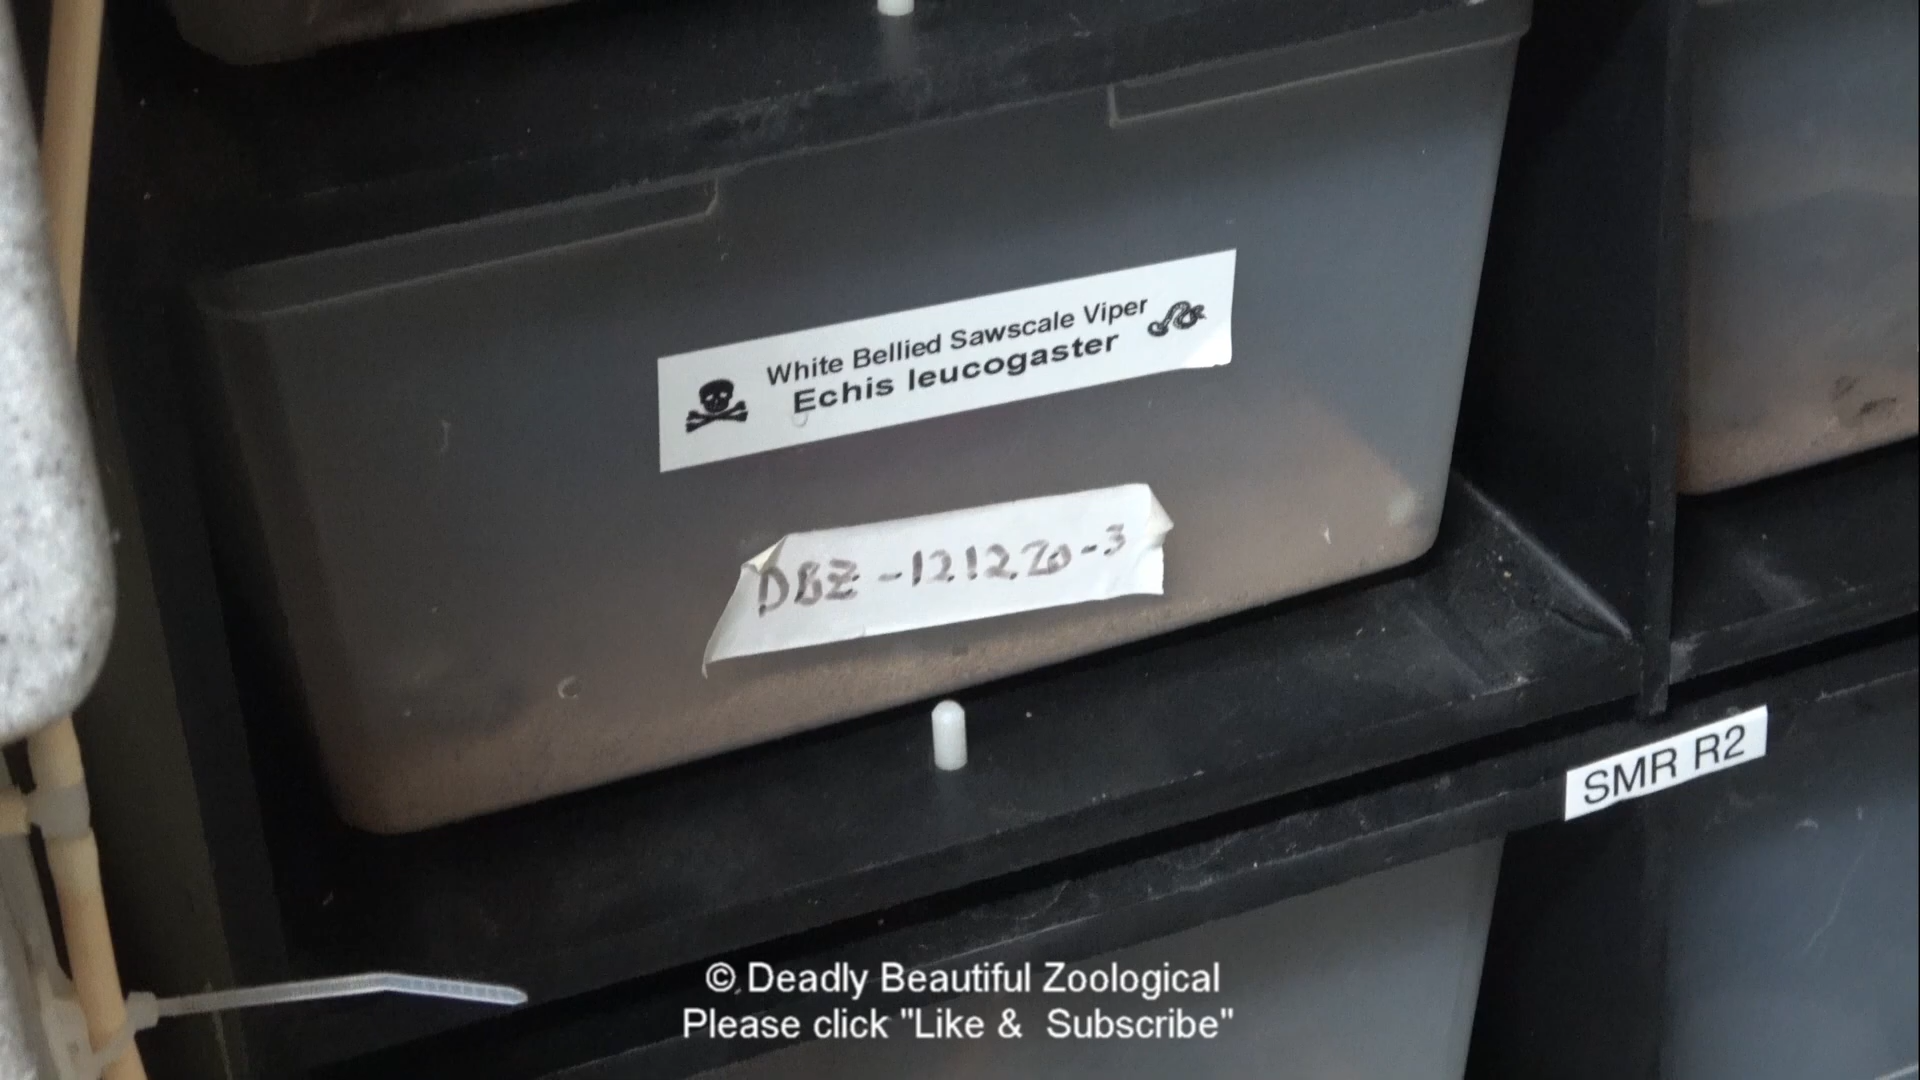 White Bellied Sawscale Viper
Echis leucogaster
DBZ-121220-3
SMR R2
© Deadly Beautiful Zoological
Please click "Like & Subscribe"